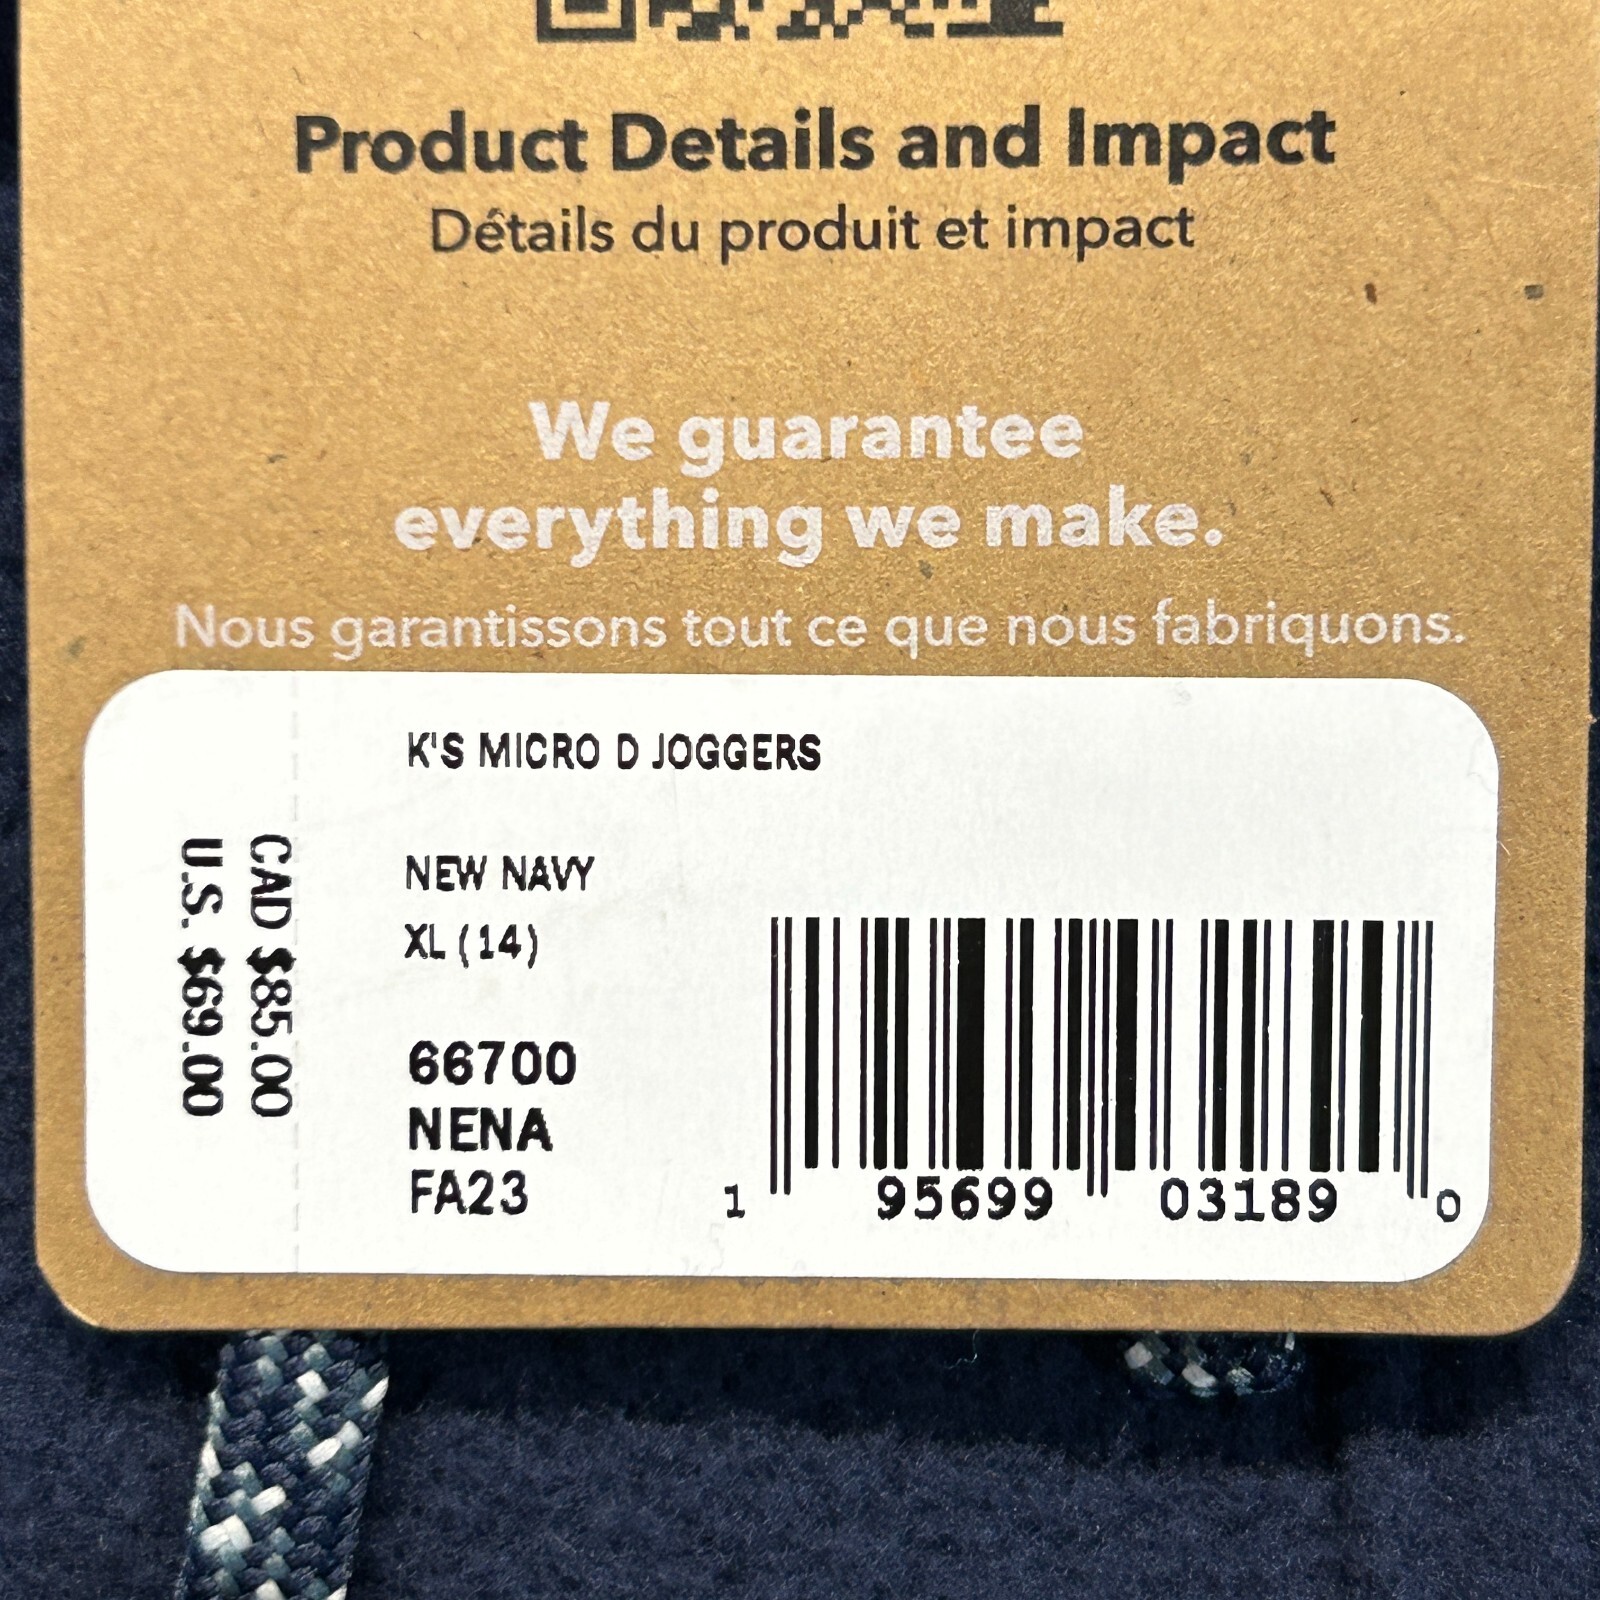 Product Details and Impact
Détails du produit et impact
We guarantee
everything we make.
Nous garantissons tout ce que nous fabriquons.
K'S MICRO D JOGGERS
NEW NAVY
XL (14)
66700
NENA
FA23
CAD $85.00
U.S. $69.00
1 95699 03189 0